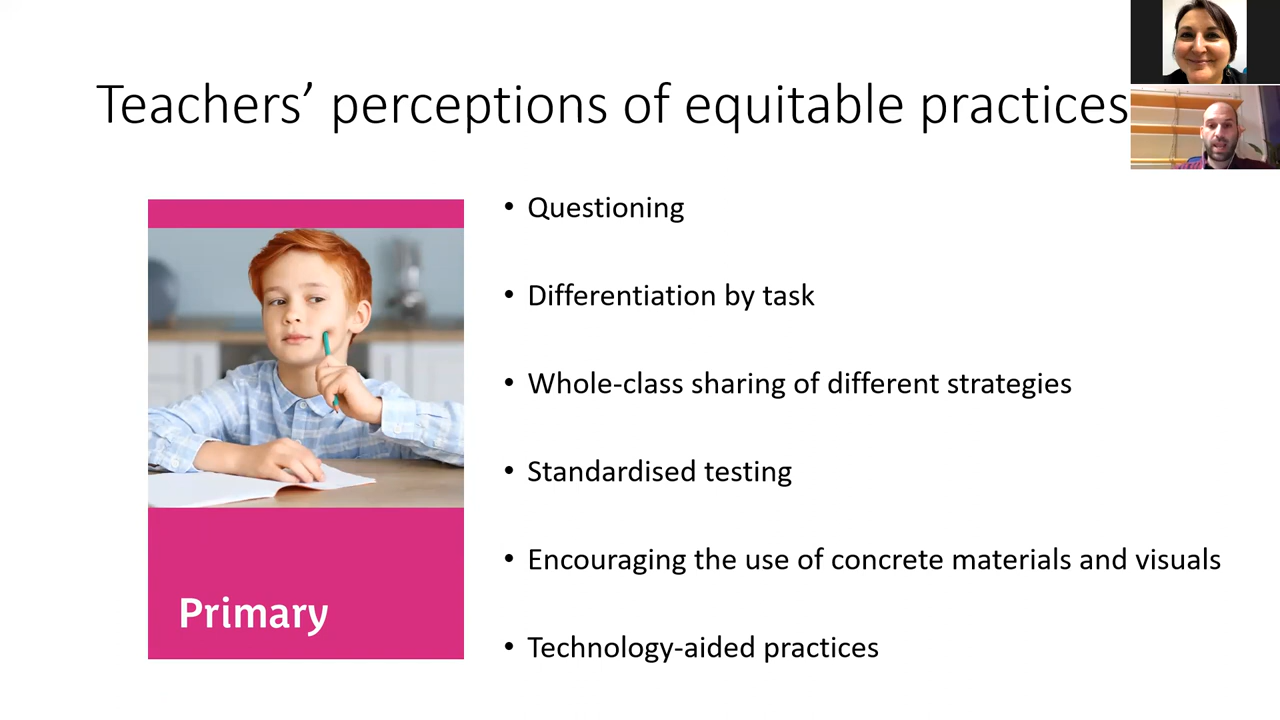 Teachers’ perceptions of equitable practices
• Questioning
• Differentiation by task
• Whole-class sharing of different strategies
• Standardised testing
• Encouraging the use of concrete materials and visuals
• Technology-aided practices
Primary